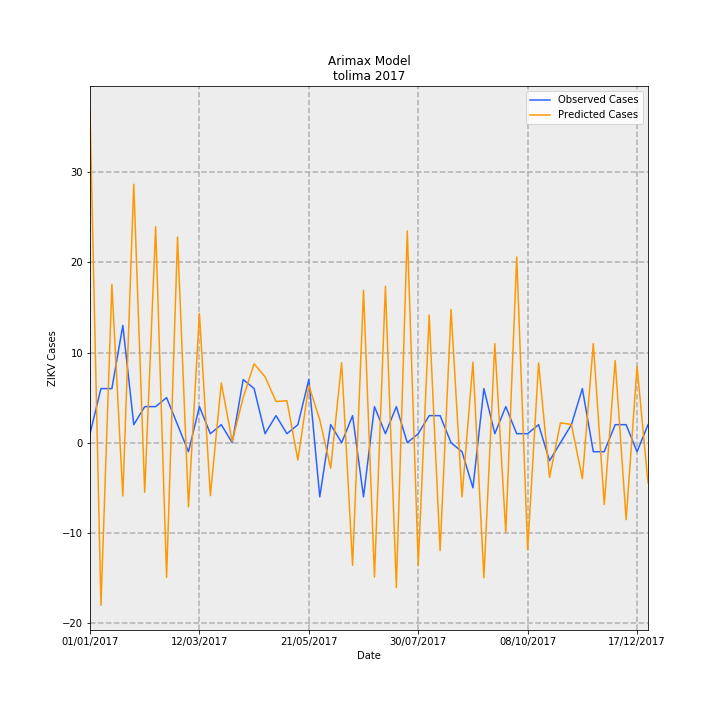 Arimax Model
tolima 2017
Observed Cases
Predicted Cases
ZIKV Cases
30
20
10
0
−10
−20
01/01/2017
12/03/2017
21/05/2017
30/07/2017
08/10/2017
17/12/2017
Date